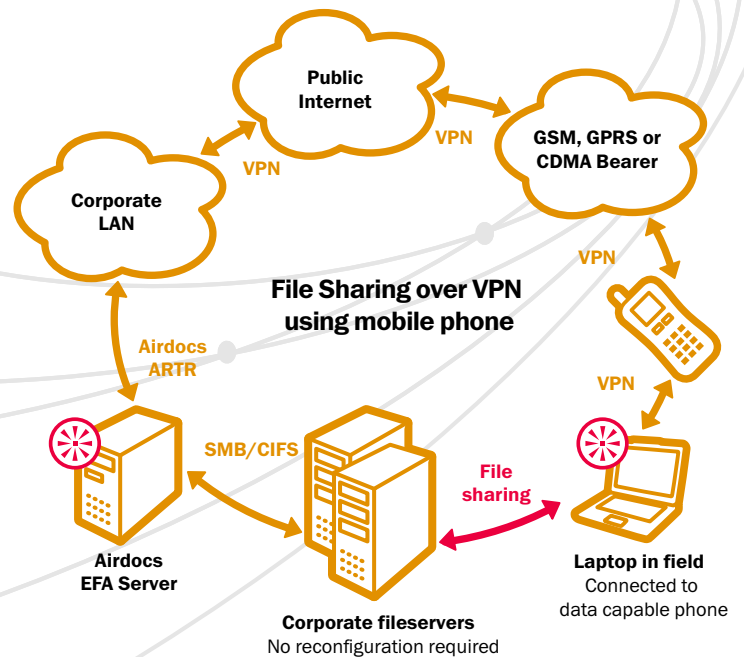 Public
Internet
VPN
VPN
GSM, GPRS or
CDMA Bearer
Corporate
LAN
VPN
File Sharing over VPN
using mobile phone
Airdocs
ARTR
VPN
SMB/CIFS
File
sharing
Airdocs
EFA Server
Laptop in field
Connected to
data capable phone
Corporate fileservers
No reconfiguration required